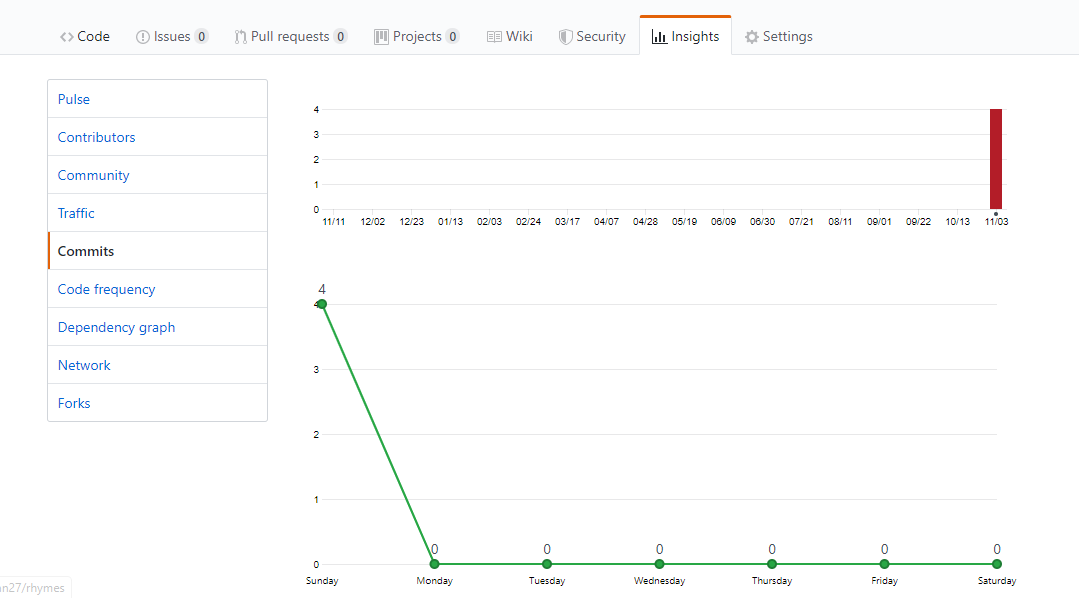 Code Issues 0 Pull requests 0 Projects 0 Wiki Security Insights Settings
Pulse
Contributors
Community
Traffic
Commits
Code frequency
Dependency graph
Network
Forks
4
3
2
1
0
11/11 12/02 12/23 01/13 02/03 02/24 03/17 04/07 04/28 05/19 06/09 06/30 07/21 08/11 09/01 09/22 10/13 11/03
4
4
3
2
1
0
0 0 0 0 0 0
Sunday Monday Tuesday Wednesday Thursday Friday Saturday
an27/rhymes